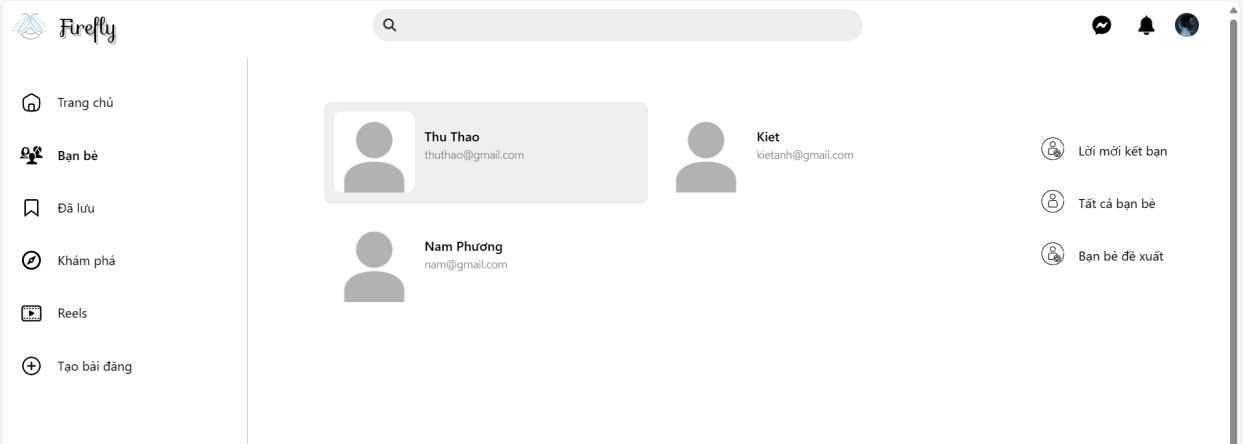 Firefly
Trang chủ
Bạn bè
Đã lưu
Khám phá
Reels
Tạo bài đăng
Thu Thao
thuthao@gmail.com
Kiet
kietanh@gmail.com
Nam Phương
nam@gmail.com
Lời mời kết bạn
Tất cả bạn bè
Bạn bè đề xuất